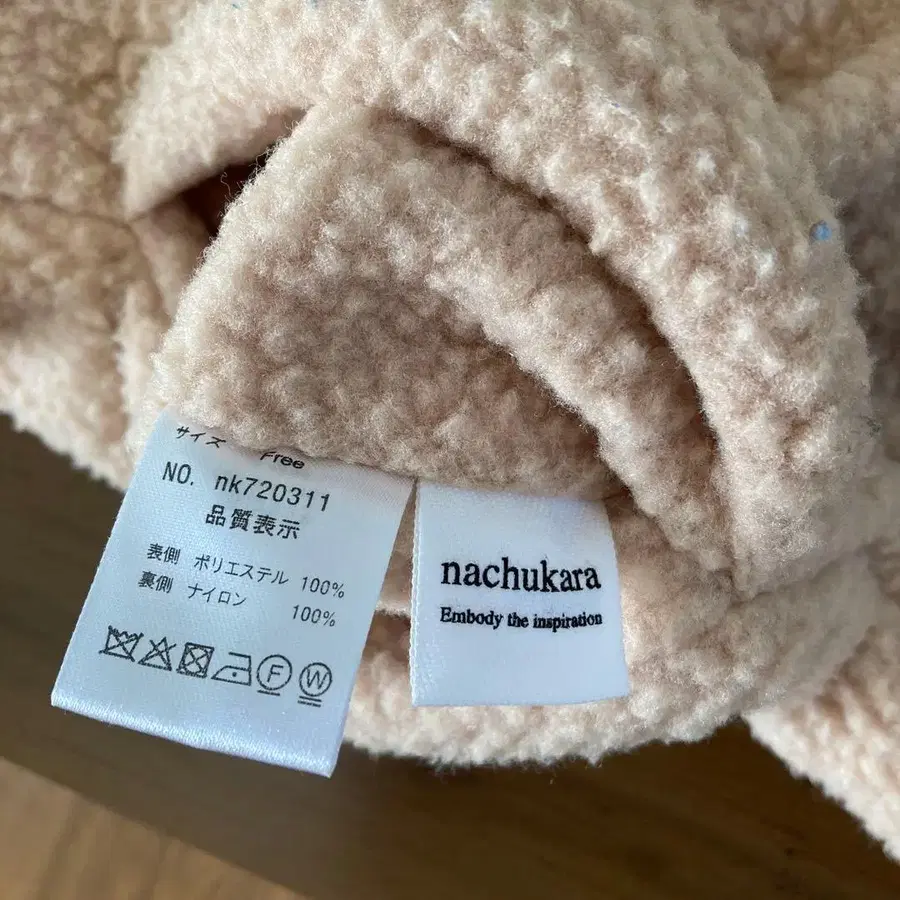 サイズ Free
NO. nk720311
品質表示
表側 ポリエステル 100%
裏側 ナイロン 100%
F W
nachukara
Embody the inspiration